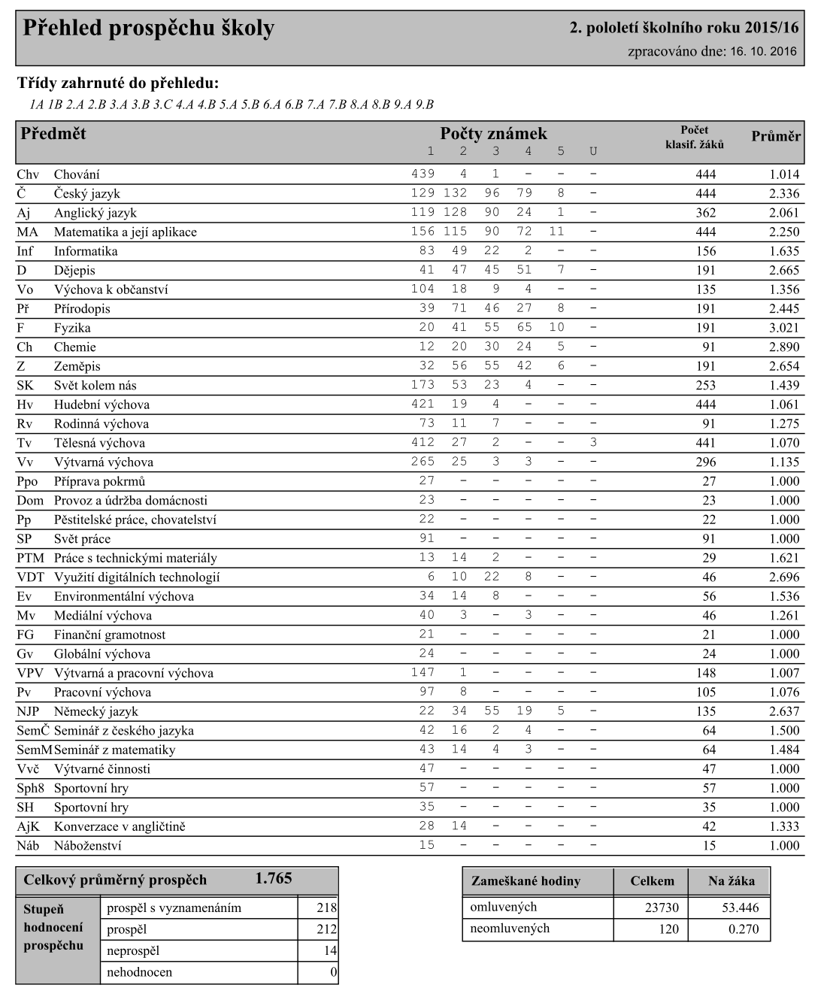 Přehled prospěchu školy 2. pololetí školního roku 2015/16
zpracováno dne: 16. 10. 2016
Třídy zahrnuté do přehledu:
1A 1B 2.A 2.B 3.A 3.B 3.C 4.A 4.B 5.A 5.B 6.A 6.B 7.A 7.B 8.A 8.B 9.A 9.B
Předmět Počty známek Počet klasif. žáků Průměr
1 2 3 4 5 U
Chv Chování 439 4 1 - - - 444 1.014
Č Český jazyk 129 132 96 79 8 - 444 2.336
Aj Anglický jazyk 119 128 90 24 1 - 362 2.061
MA Matematika a její aplikace 156 115 90 72 11 - 444 2.250
Inf Informatika 83 49 22 2 - - 156 1.635
D Dějepis 41 47 45 51 7 - 191 2.665
Vo Výchova k občanství 104 18 9 4 - - 135 1.356
Př Přírodopis 39 71 46 27 8 - 191 2.445
F Fyzika 20 41 55 65 10 - 191 3.021
Ch Chemie 12 20 30 24 5 - 91 2.890
Z Zeměpis 32 56 55 42 6 - 191 2.654
SK Svět kolem nás 173 53 23 4 - - 253 1.439
Hv Hudební výchova 421 19 4 - - - 444 1.061
Rv Rodinná výchova 73 11 7 - - - 91 1.275
Tv Tělesná výchova 412 27 2 - - 3 441 1.070
Vv Výtvarná výchova 265 25 3 3 - - 296 1.135
Ppo Příprava pokrmů 27 - - - - - 27 1.000
Dom Provoz a údržba domácnosti 23 - - - - - 23 1.000
Pp Pěstitelské práce, chovatelství 22 - - - - - 22 1.000
SP Svět práce 91 - - - - - 91 1.000
PTM Práce s technickými materiály 13 14 2 - - - 29 1.621
VDT Využití digitálních technologií 6 10 22 8 - - 46 2.696
Ev Environmentální výchova 34 14 8 - - - 56 1.536
Mv Mediální výchova 40 3 - 3 - - 46 1.261
FG Finanční gramotnost 21 - - - - - 21 1.000
Gv Globální výchova 24 - - - - - 24 1.000
VPV Výtvarná a pracovní výchova 147 1 - - - - 148 1.007
Pv Pracovní výchova 97 8 - - - - 105 1.076
NJP Německý jazyk 22 34 55 19 5 - 135 2.637
SemČ Seminář z českého jazyka 42 16 2 4 - - 64 1.500
SemM Seminář z matematiky 43 14 4 3 - - 64 1.484
Vvč Výtvarné činnosti 47 - - - - - 47 1.000
Sph8 Sportovní hry 57 - - - - - 57 1.000
SH Sportovní hry 35 - - - - - 35 1.000
AjK Konverzace v angličtině 28 14 - - - - 42 1.333
Náb Náboženství 15 - - - - - 15 1.000
Celkový průměrný prospěch 1.765
Stupeň hodnocení prospěchu
prospěl s vyznamenáním 218
prospěl 212
neprospěl 14
nehodnocen 0
Zameškané hodiny Celkem Na žáka
omluvených 23730 53.446
neomluvených 120 0.270